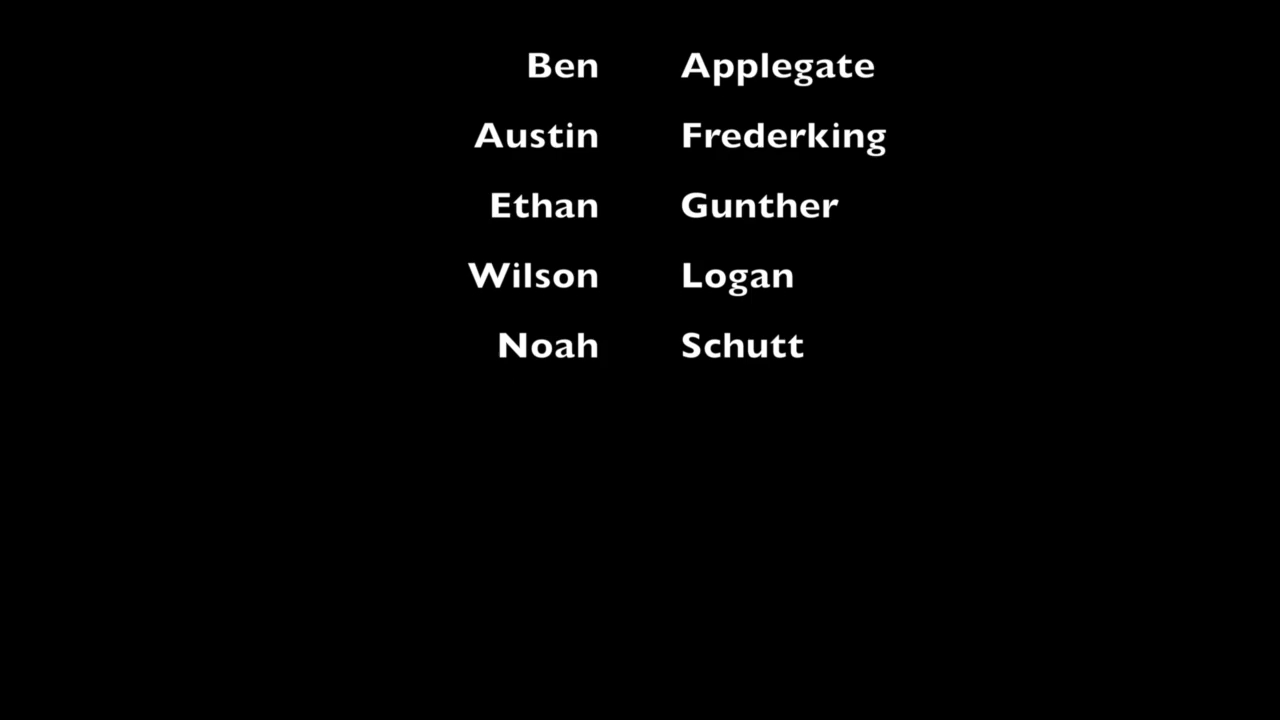 Ben Applegate
Austin Frederking
Ethan Gunther
Wilson Logan
Noah Schutt